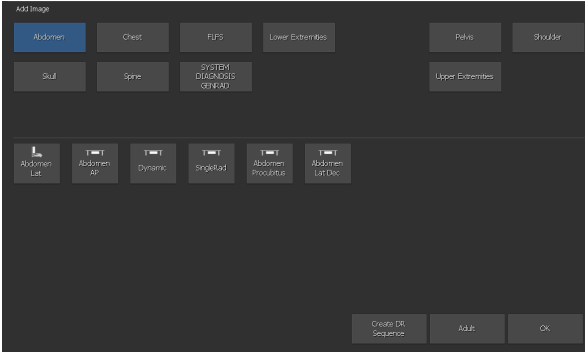 Add Image
Abdomen
Chest
FLFS
Lower Extremities
Pelvis
Shoulder
Skull
Spine
SYSTEM
DIAGNOSIS
GENRAD
Upper Extremities
Abdomen
Lat
Abdomen
AP
Dynamic
SingleRad
Abdomen
Procubitus
Abdomen
Lat Dec
Create DR
Sequence
Adult
OK